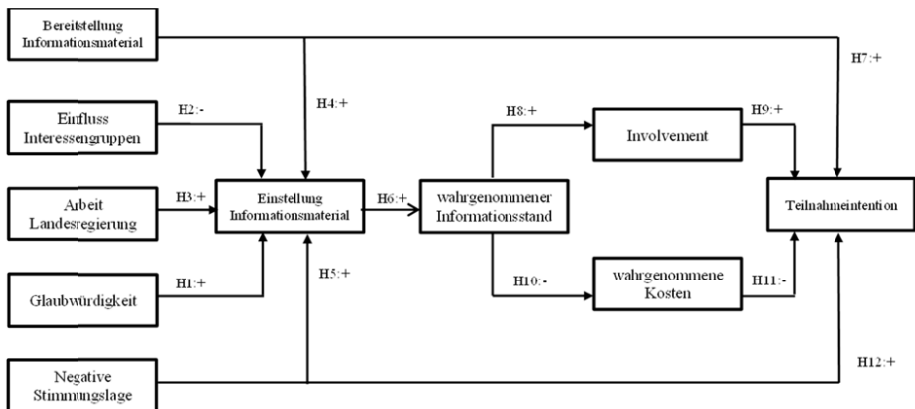 Bereitstellung
Informationsmaterial
H7:+
H4:+
Einfluss
Interessengruppen
H2:-
H8:+
Involvement
H9:+
Arbeit
Landesregierung
H3:+
Einstellung
Informationsmaterial
H6:+
wahrgenommener
Informationsstand
Teilnahmeintention
Glaubwürdigkeit
H1:+
H5:+
H10:-
wahrgenommene
Kosten
H11:-
Negative
Stimmungslage
H12:+